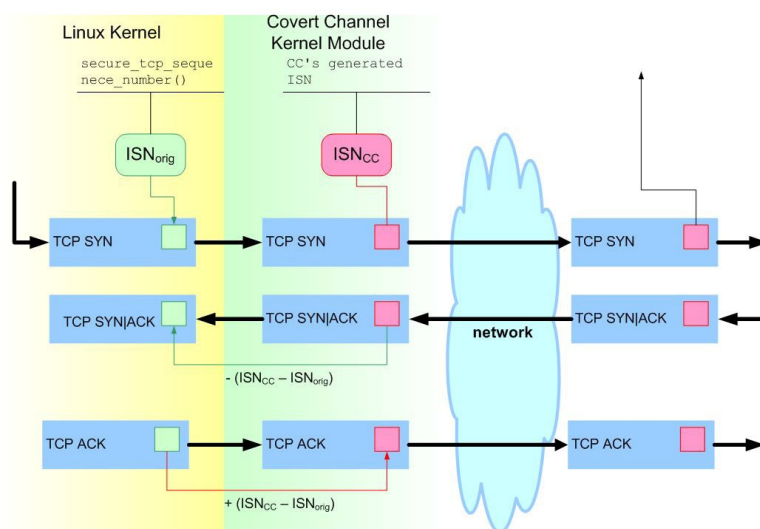 Linux Kernel
Covert Channel
Kernel Module
secure_tcp_seque
nece_number()
CC's generated
ISN
ISNorig
ISNCC
TCP SYN
TCP SYN
TCP SYN
TCP SYN|ACK
TCP SYN|ACK
network
TCP SYN|ACK
- (ISNCC – ISNorig)
TCP ACK
TCP ACK
TCP ACK
+ (ISNCC – ISNorig)